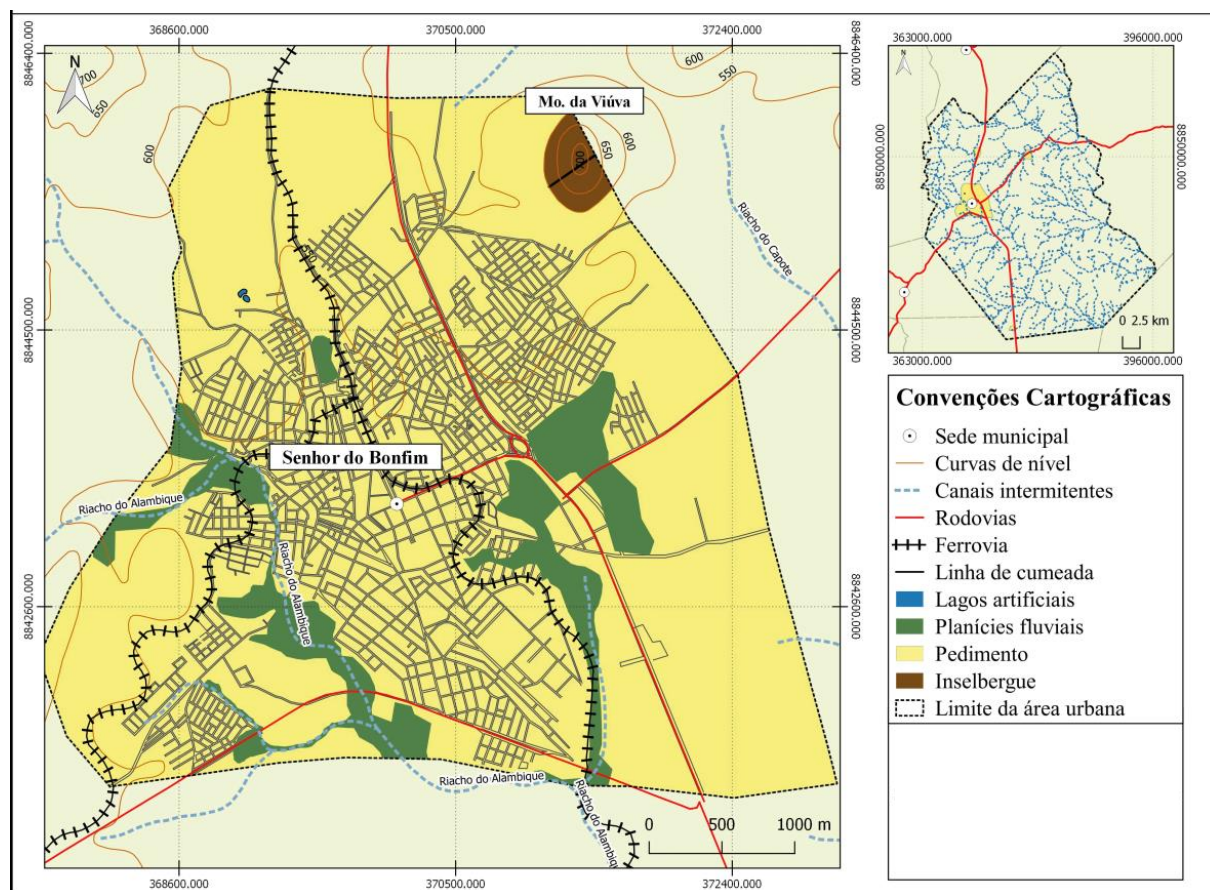 368600.000
370500.000
372400.000
8846400.000
8846400.000
N
700
650
600
600
550
Mo. da Viúva
600
650
Riacho do Capote
8844500.000
8844500.000
Senhor do Bonfim
Riacho do Alambique
Riacho do Alambique
8842600.000
8842600.000
Riacho do Alambique
Riacho do Alambique
0 500 1000 m
368600.000
370500.000
372400.000
363000.000
396000.000
N
8850000.000
8850000.000
0 2.5 km
363000.000
396000.000
Convenções Cartográficas
Sede municipal
Curvas de nível
Canais intermitentes
Rodovias
Ferrovia
Linha de cumeada
Lagos artificiais
Planícies fluviais
Pedimento
Inselbergue
Limite da área urbana